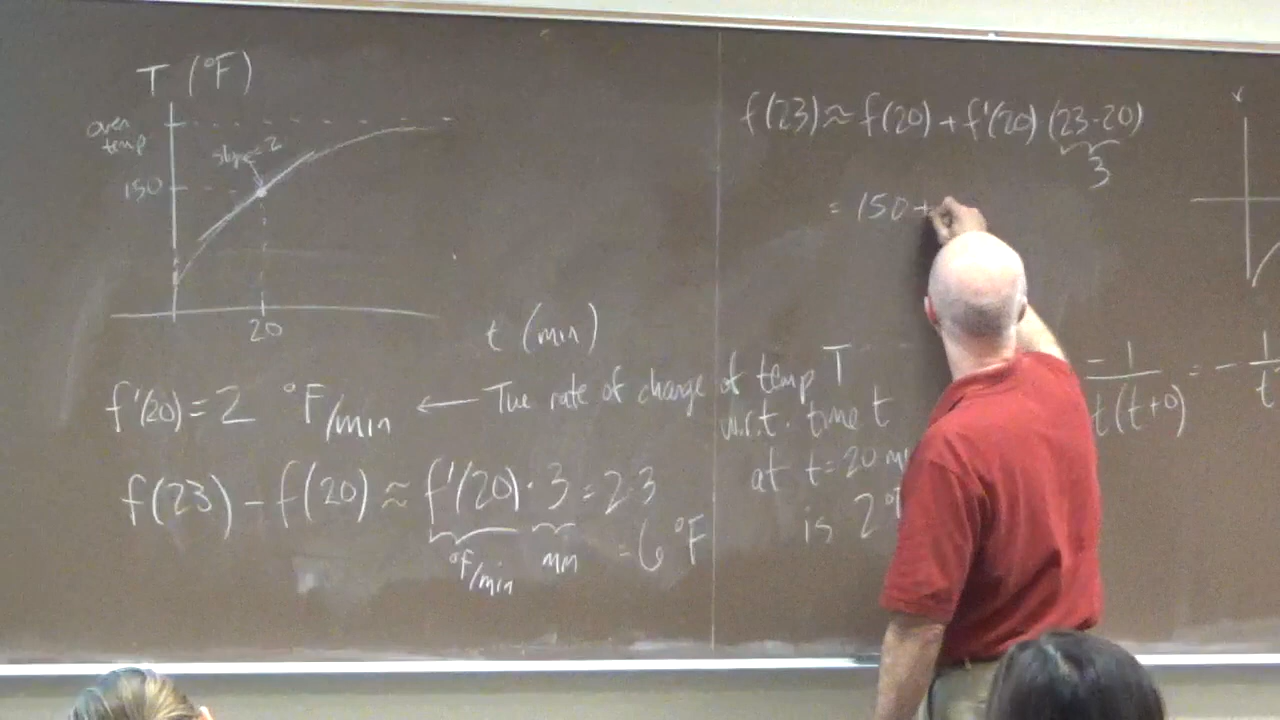 T (°F)
oven temp
slope 2
150
20
t (min)
f'(20) = 2 °F/min ← The rate of change of temp T
w.r.t. time t
at t=20
is 2°
f(23) - f(20) ≈ f'(20) · 3 = 2·3
°F/min
= 6 °F
f(23) ≈ f(20) + f'(20) (23-20)
3
= 150 +
-1/t(t+0) = - 1/t